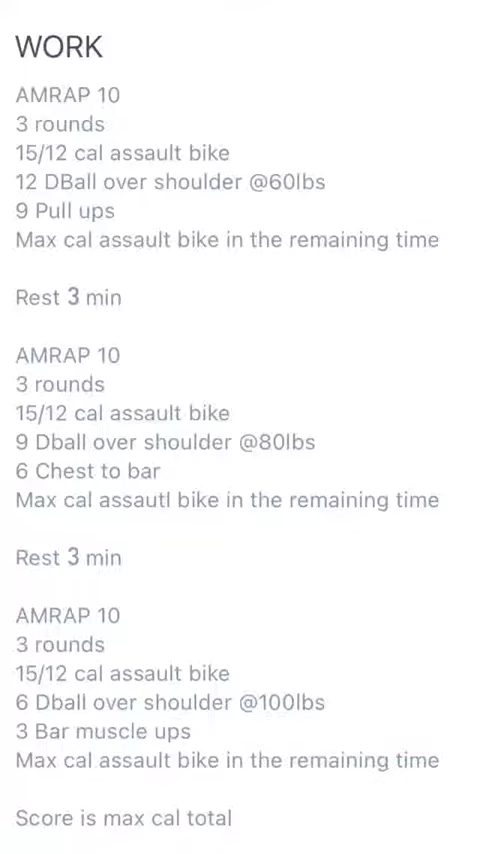 WORK
AMRAP 10
3 rounds
15/12 cal assault bike
12 DBall over shoulder @60lbs
9 Pull ups
Max cal assault bike in the remaining time
Rest 3 min
AMRAP 10
3 rounds
15/12 cal assault bike
9 Dball over shoulder @80lbs
6 Chest to bar
Max cal assautl bike in the remaining time
Rest 3 min
AMRAP 10
3 rounds
15/12 cal assault bike
6 Dball over shoulder @100lbs
3 Bar muscle ups
Max cal assault bike in the remaining time
Score is max cal total